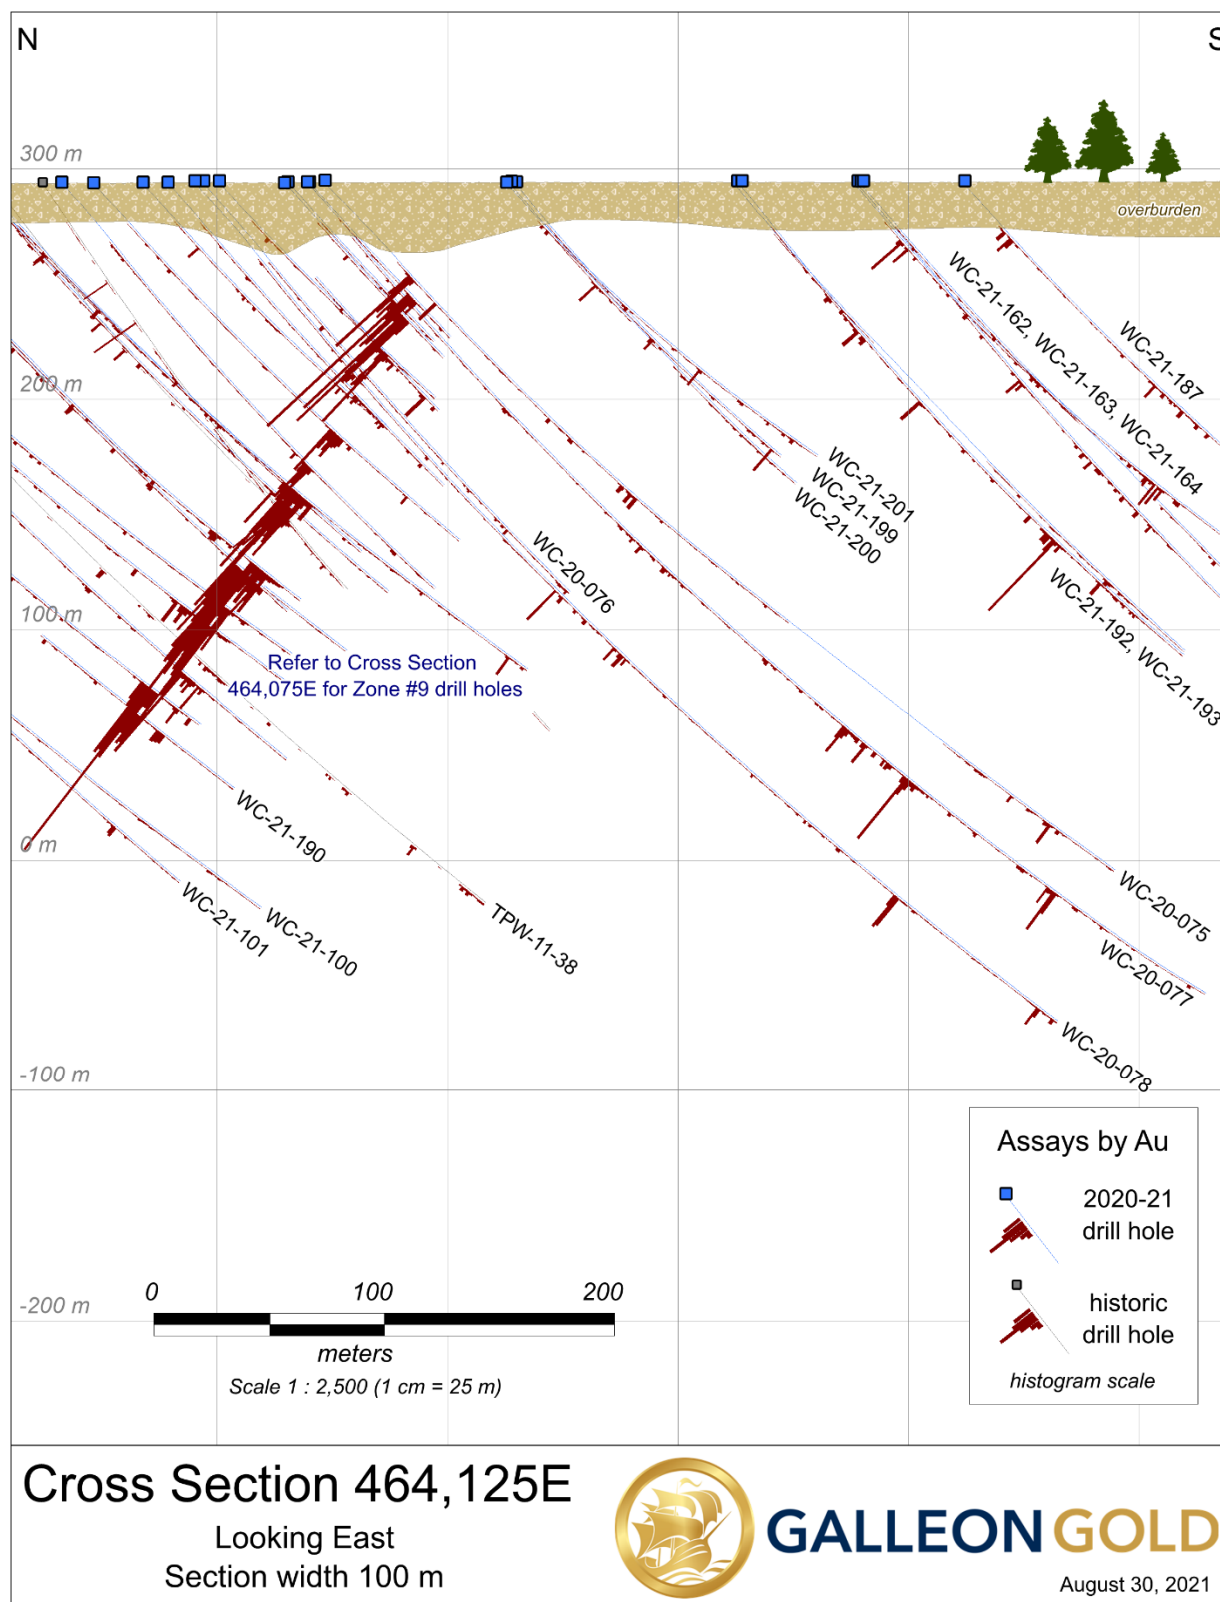 N
S
300 m
overburden
WC-21-162, WC-21-163, WC-21-164
WC-21-187
200 m
WC-21-201
WC-21-199
WC-21-200
WC-20-076
100 m
WC-21-192, WC-21-193
Refer to Cross Section
464,075E for Zone #9 drill holes
WC-21-190
0 m
WC-21-101
WC-21-100
TPW-11-38
WC-20-075
WC-20-077
WC-20-078
-100 m
Assays by Au
2020-21
drill hole
historic
drill hole
histogram scale
-200 m
0 100 200
meters
Scale 1 : 2,500 (1 cm = 25 m)
Cross Section 464,125E
Looking East
Section width 100 m
GALLEON GOLD
August 30, 2021